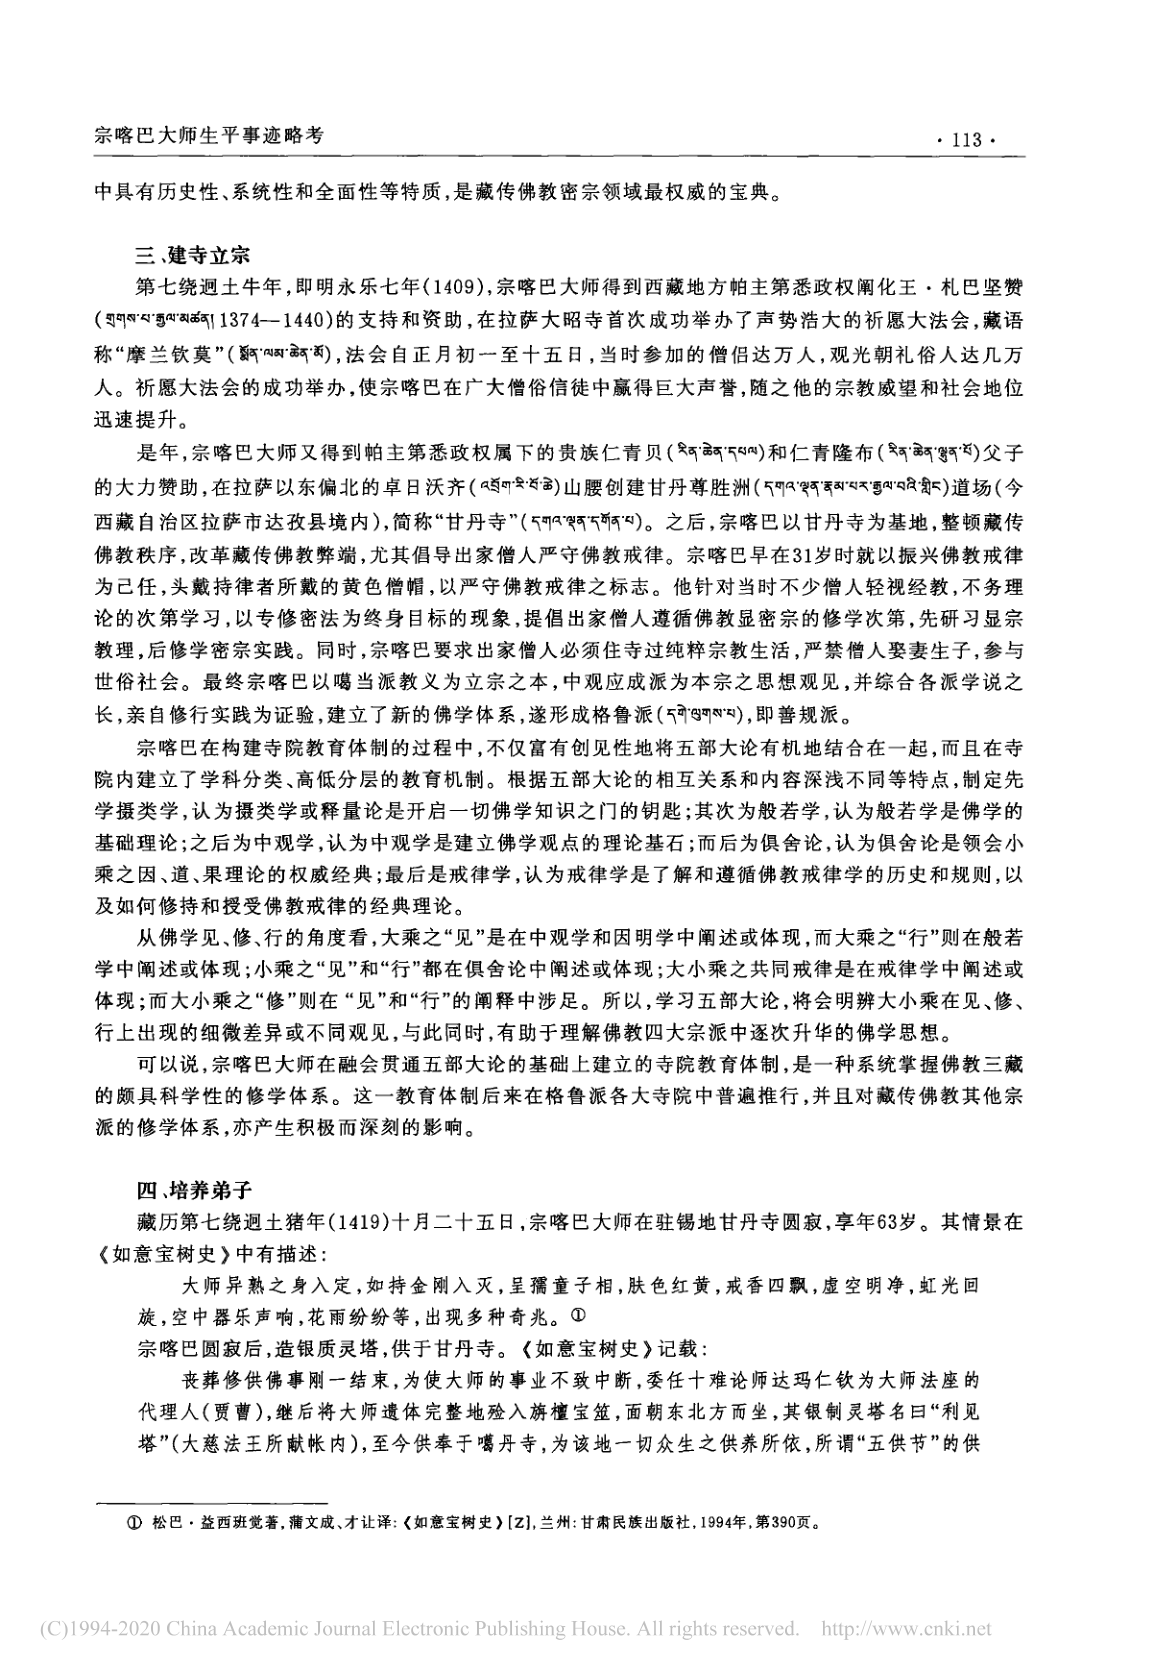 宗喀巴大师生平事迹略考
· 113 ·
中具有历史性、系统性和全面性等特质,是藏传佛教密宗领域最权威的宝典。
三、建寺立宗
第七绕迥土牛年,即明永乐七年(1409),宗喀巴大师得到西藏地方帕主第悉政权阐化王·札巴坚赞
(གྲགས་པ་རྒྱལ་མཚན། 1374—1440)的支持和资助,在拉萨大昭寺首次成功举办了声势浩大的祈愿大法会,藏语
称“摩兰钦莫”(སྨོན་ལམ་ཆེན་མོ),法会自正月初一至十五日,当时参加的僧侣达万人,观光朝礼俗人达几万
人。祈愿大法会的成功举办,使宗喀巴在广大僧俗信徒中赢得巨大声誉,随之他的宗教威望和社会地位
迅速提升。
是年,宗喀巴大师又得到帕主第悉政权属下的贵族仁青贝(རིན་ཆེན་དཔལ)和仁青隆布(རིན་ཆེན་ལྷུན་པོ)父子
的大力赞助,在拉萨以东偏北的卓日沃齐(འབྲོག་རི་བོ་ཆེ)山腰创建甘丹尊胜洲(དགའ་ལྡན་རྣམ་པར་རྒྱལ་བའི་གླིང)道场(今
西藏自治区拉萨市达孜县境内),简称“甘丹寺”(དགའ་ལྡན་དགོན་པ)。之后,宗喀巴以甘丹寺为基地,整顿藏传
佛教秩序,改革藏传佛教弊端,尤其倡导出家僧人严守佛教戒律。宗喀巴早在31岁时就以振兴佛教戒律
为己任,头戴持律者所戴的黄色僧帽,以严守佛教戒律之标志。他针对当时不少僧人轻视经教,不务理
论的次第学习,以专修密法为终身目标的现象,提倡出家僧人遵循佛教显密宗的修学次第,先研习显宗
教理,后修学密宗实践。同时,宗喀巴要求出家僧人必须住寺过纯粹宗教生活,严禁僧人娶妻生子,参与
世俗社会。最终宗喀巴以噶当派教义为立宗之本,中观应成派为本宗之思想观见,并综合各派学说之
长,亲自修行实践为证验,建立了新的佛学体系,遂形成格鲁派(དགེ་ལུགས་པ),即善规派。
宗喀巴在构建寺院教育体制的过程中,不仅富有创见性地将五部大论有机地结合在一起,而且在寺
院内建立了学科分类、高低分层的教育机制。根据五部大论的相互关系和内容深浅不同等特点,制定先
学摄类学,认为摄类学或释量论是开启一切佛学知识之门的钥匙;其次为般若学,认为般若学是佛学的
基础理论;之后为中观学,认为中观学是建立佛学观点的理论基石;而后为俱舍论,认为俱舍论是领会小
乘之因、道、果理论的权威经典;最后是戒律学,认为戒律学是了解和遵循佛教戒律学的历史和规则,以
及如何修持和授受佛教戒律的经典理论。
从佛学见、修、行的角度看,大乘之“见”是在中观学和因明学中阐述或体现,而大乘之“行”则在般若
学中阐述或体现;小乘之“见”和“行”都在俱舍论中阐述或体现;大小乘之共同戒律是在戒律学中阐述或
体现;而大小乘之“修”则在 “见”和“行”的阐释中涉足。所以,学习五部大论,将会明辨大小乘在见、修、
行上出现的细微差异或不同观见,与此同时,有助于理解佛教四大宗派中逐次升华的佛学思想。
可以说,宗喀巴大师在融会贯通五部大论的基础上建立的寺院教育体制,是一种系统掌握佛教三藏
的颇具科学性的修学体系。这一教育体制后来在格鲁派各大寺院中普遍推行,并且对藏传佛教其他宗
派的修学体系,亦产生积极而深刻的影响。
四、培养弟子
藏历第七绕迥土猪年(1419)十月二十五日,宗喀巴大师在驻锡地甘丹寺圆寂,享年63岁。其情景在
《如意宝树史》中有描述:
大师异熟之身入定,如持金刚入灭,呈孺童子相,肤色红黄,戒香四飘,虚空明净,虹光回
旋,空中器乐声响,花雨纷纷等,出现多种奇兆。①
宗喀巴圆寂后,造银质灵塔,供于甘丹寺。《如意宝树史》记载:
丧葬修供佛事刚一结束,为使大师的事业不致中断,委任十难论师达玛仁钦为大师法座的
代理人(贾曹),继后将大师遗体完整地殓入旃檀宝箧,面朝东北方而坐,其银制灵塔名曰“利见
塔”(大慈法王所献帐内),至今供奉于噶丹寺,为该地一切众生之供养所依,所谓“五供节”的供
① 松巴·益西班觉著,蒲文成、才让译:《如意宝树史》[Z],兰州:甘肃民族出版社,1994年,第390页。
(C)1994-2020 China Academic Journal Electronic Publishing House. All rights reserved. http://www.cnki.net